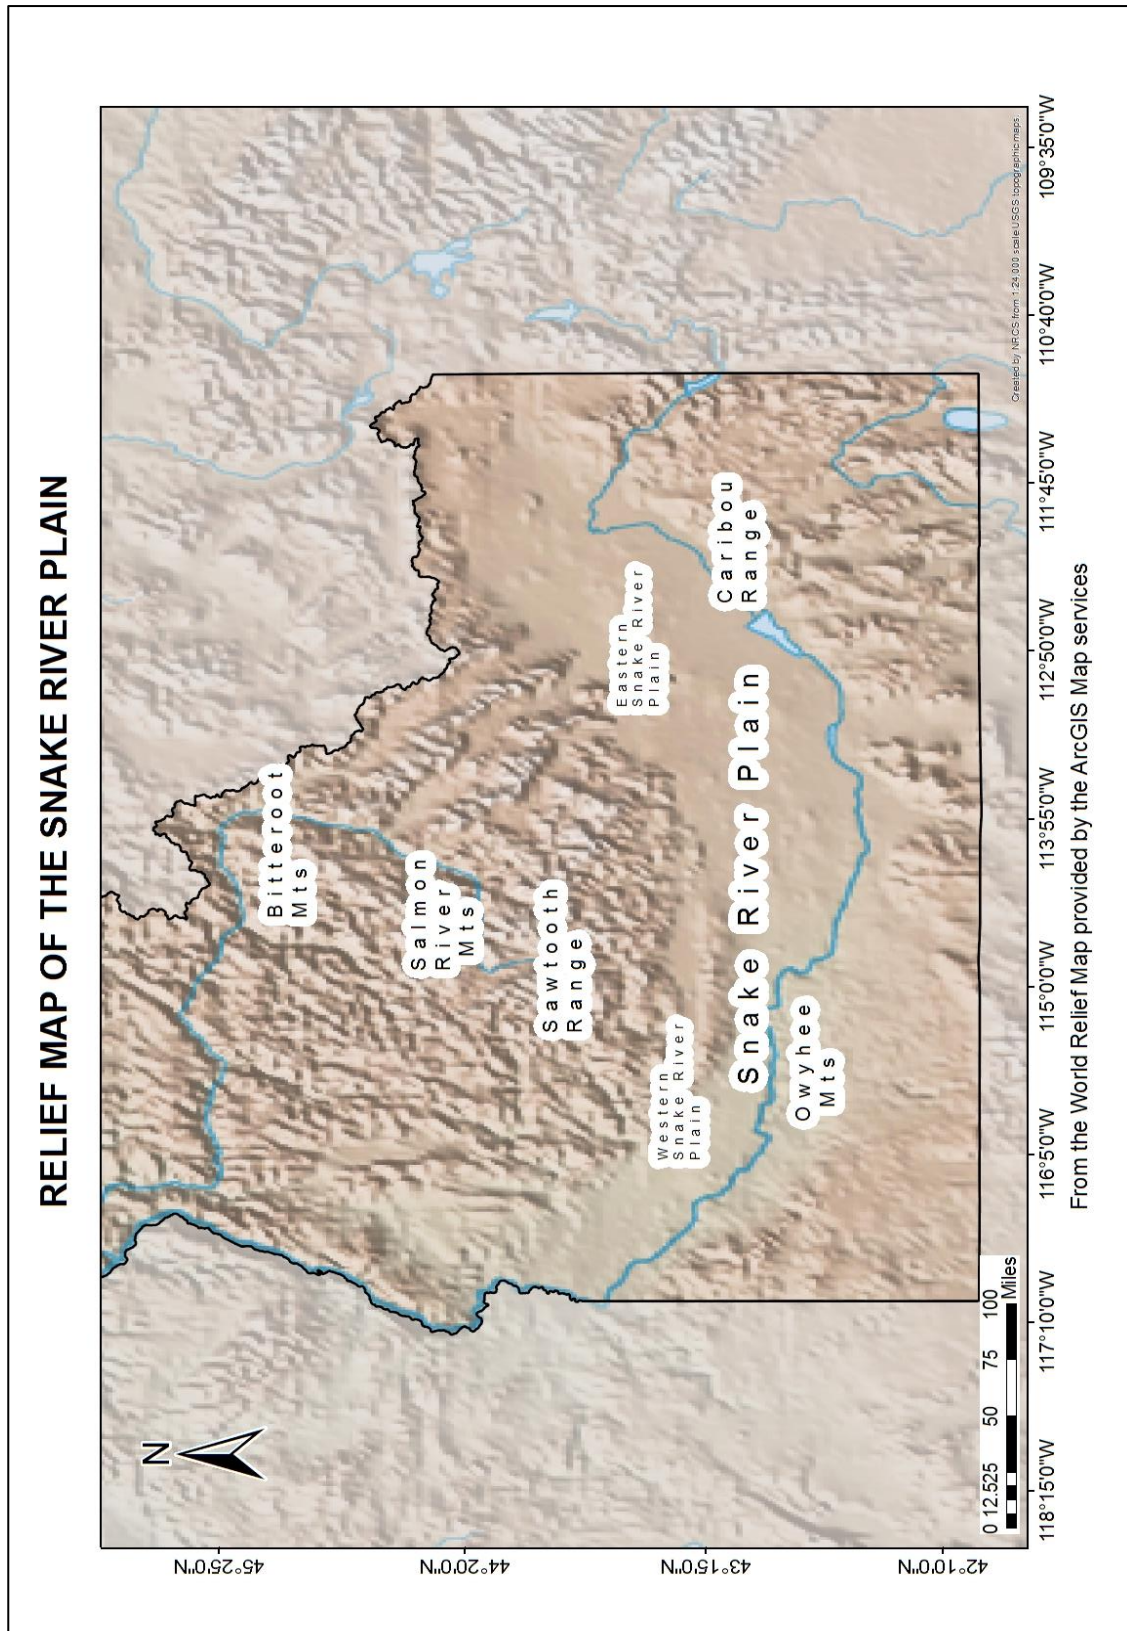 RELIEF MAP OF THE SNAKE RIVER PLAIN
N
45°25'0"N
44°20'0"N
43°15'0"N
42°10'0"N
Bitteroot
Mts
Salmon
River
Mts
Sawtooth
Range
Eastern
Snake River
Plain
Western
Snake River
Plain
Caribou
Range
Snake River Plain
Owyhee
Mts
0 12.525 50 75 100
Miles
Created by NRCS from 1:24,000 scale USGS topographic maps.
118°15'0"W 117°10'0"W 116°5'0"W 115°0'0"W 113°55'0"W 112°50'0"W 111°45'0"W 110°40'0"W 109°35'0"W
From the World Relief Map provided by the ArcGIS Map services